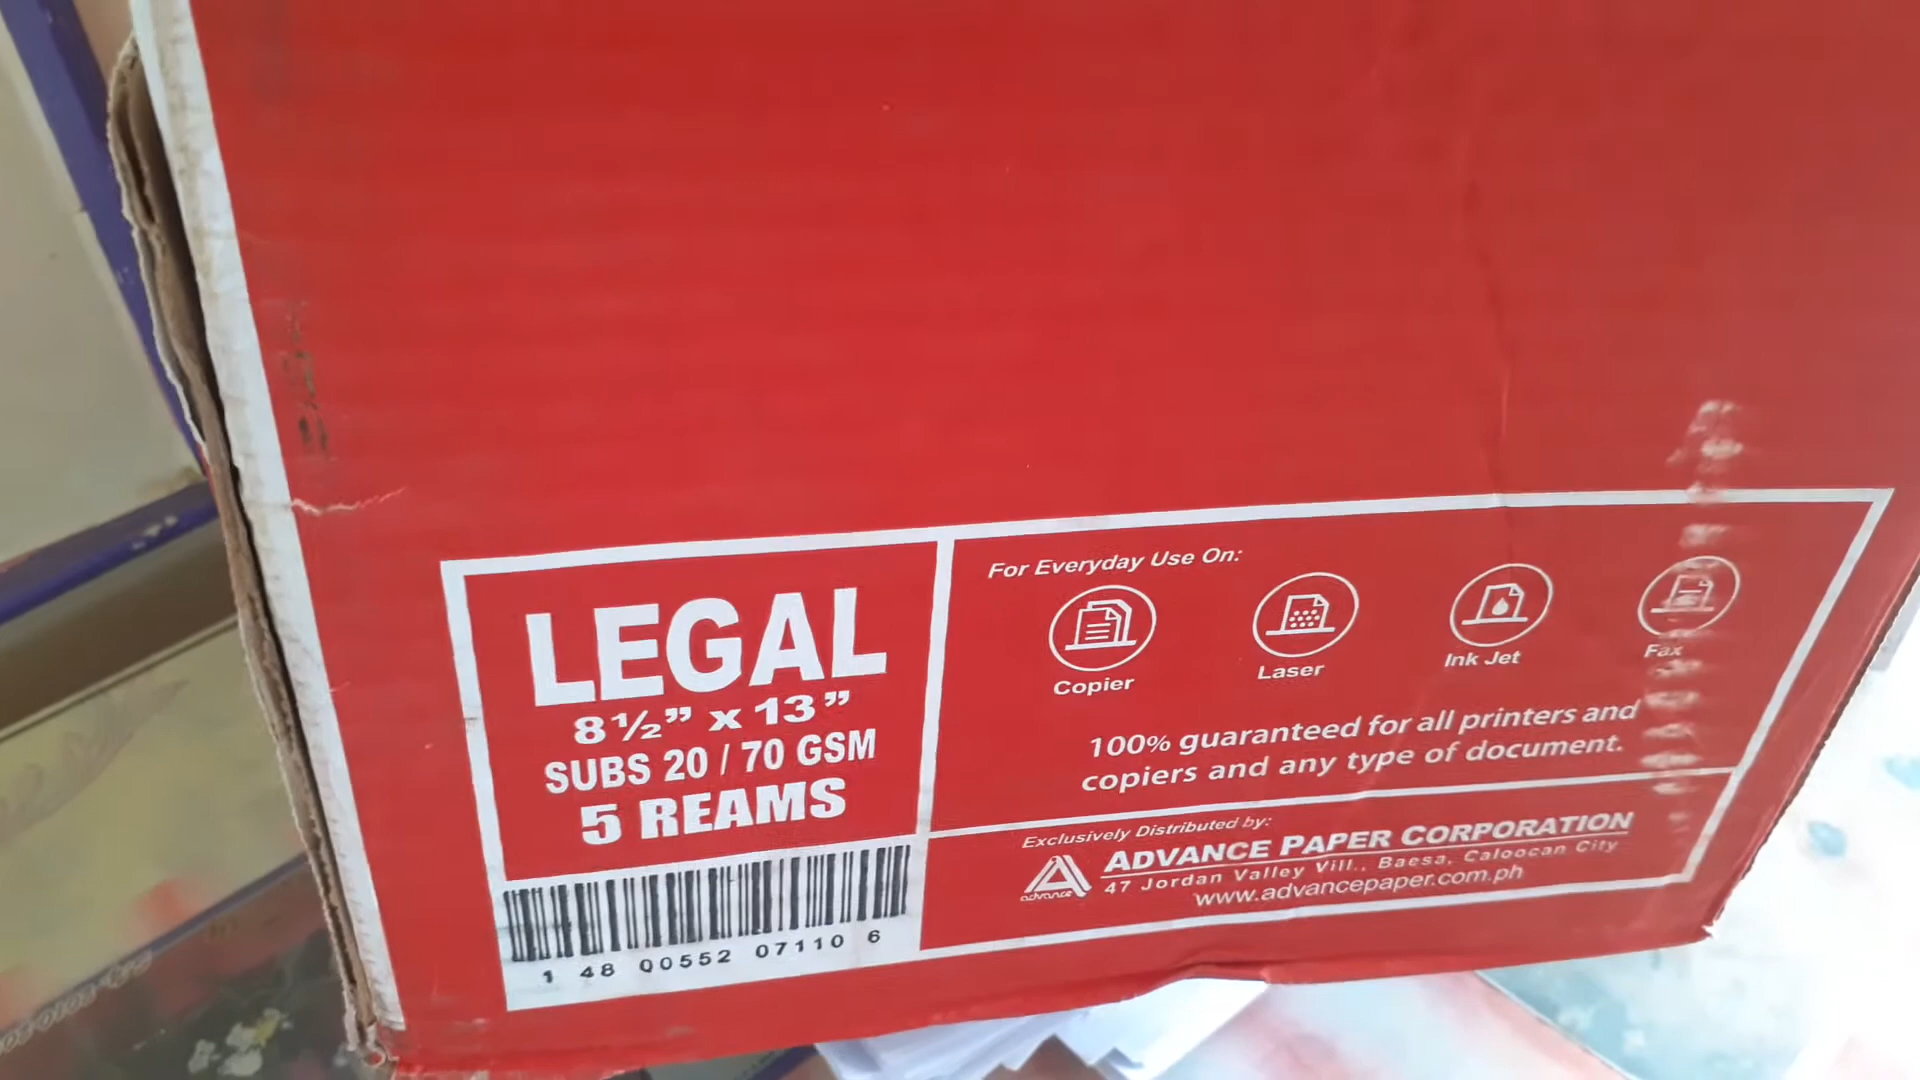 LEGAL
8½” x 13”
SUBS 20 / 70 GSM
5 REAMS
1 48 00552 07110 6
For Everyday Use On:
Copier
Laser
Ink Jet
Fax
100% guaranteed for all printers and
copiers and any type of document.
Exclusively Distributed by:
advance
ADVANCE PAPER CORPORATION
47 Jordan Valley Vill., Baesa, Caloocan City
www.advancepaper.com.ph